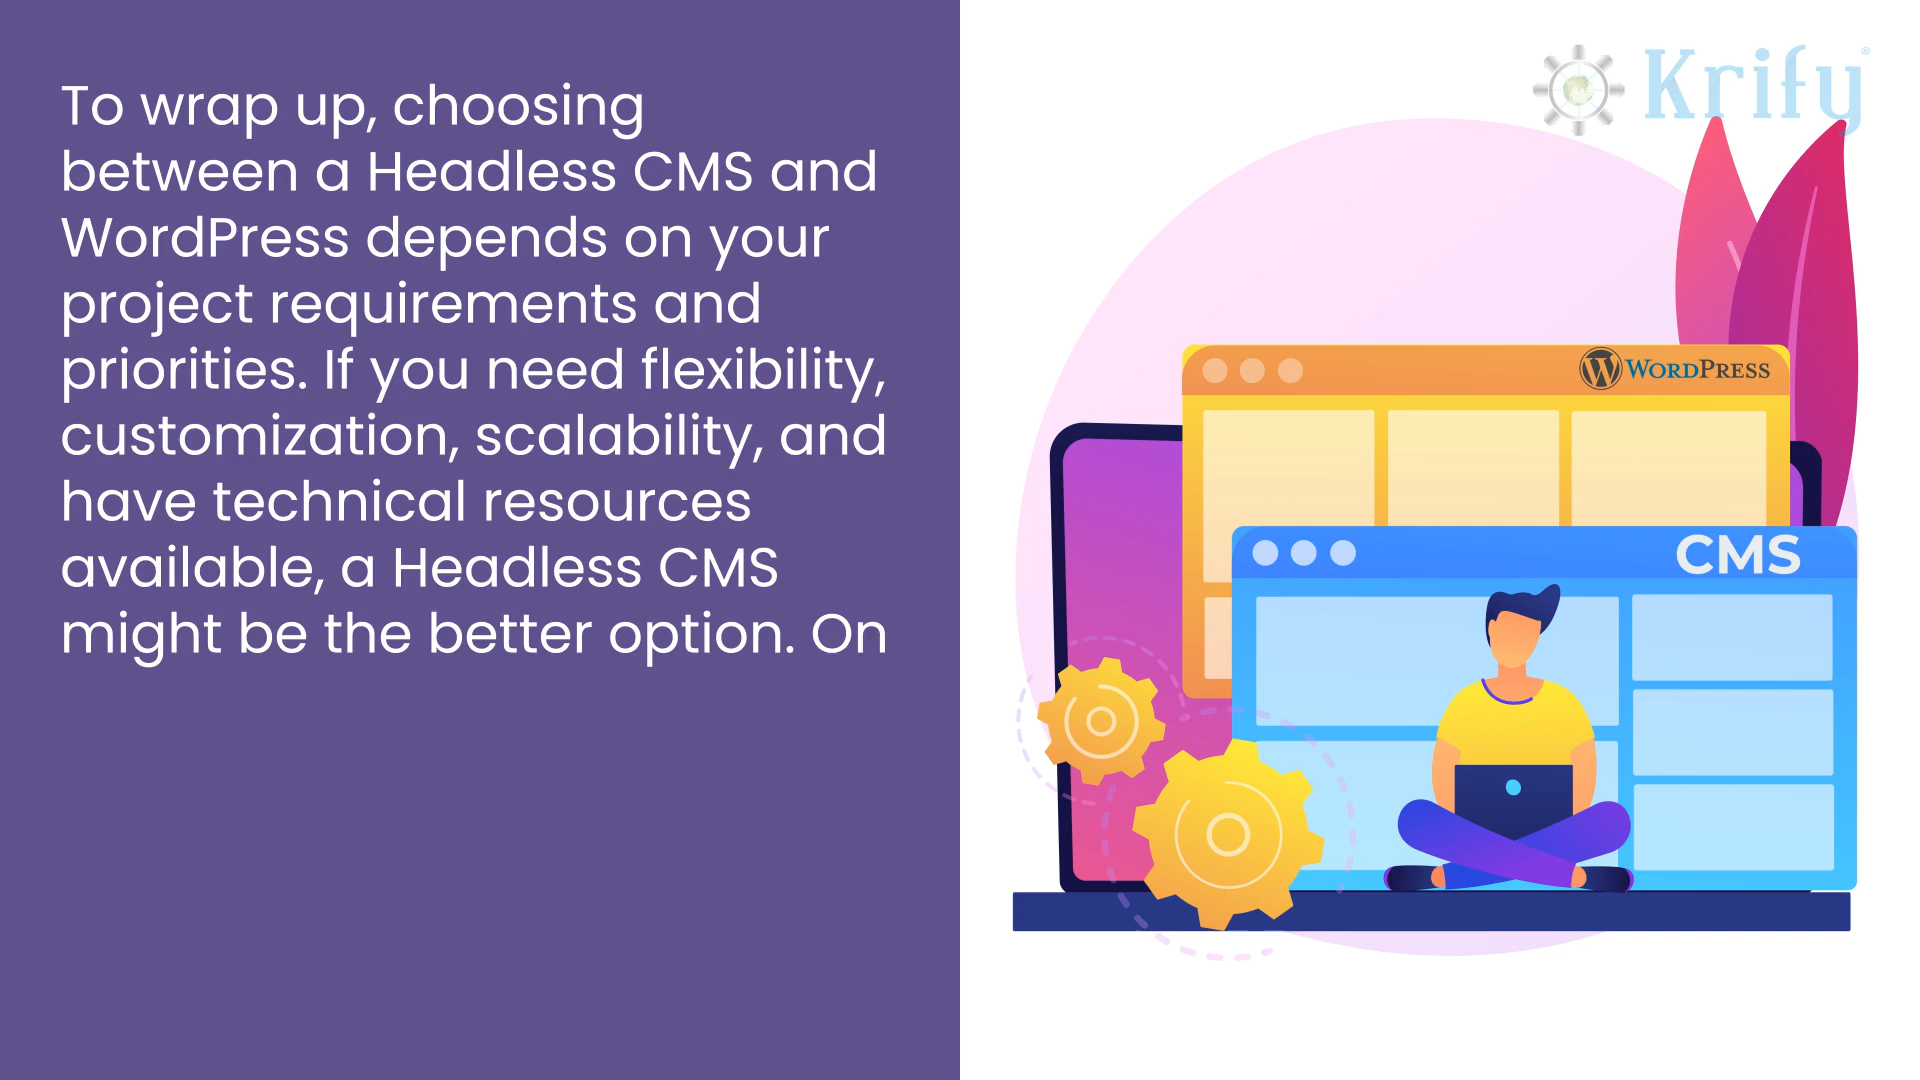 To wrap up, choosing
between a Headless CMS and
WordPress depends on your
project requirements and
priorities. If you need flexibility,
customization, scalability, and
have technical resources
available, a Headless CMS
might be the better option. On
Krify®
WORDPRESS
CMS